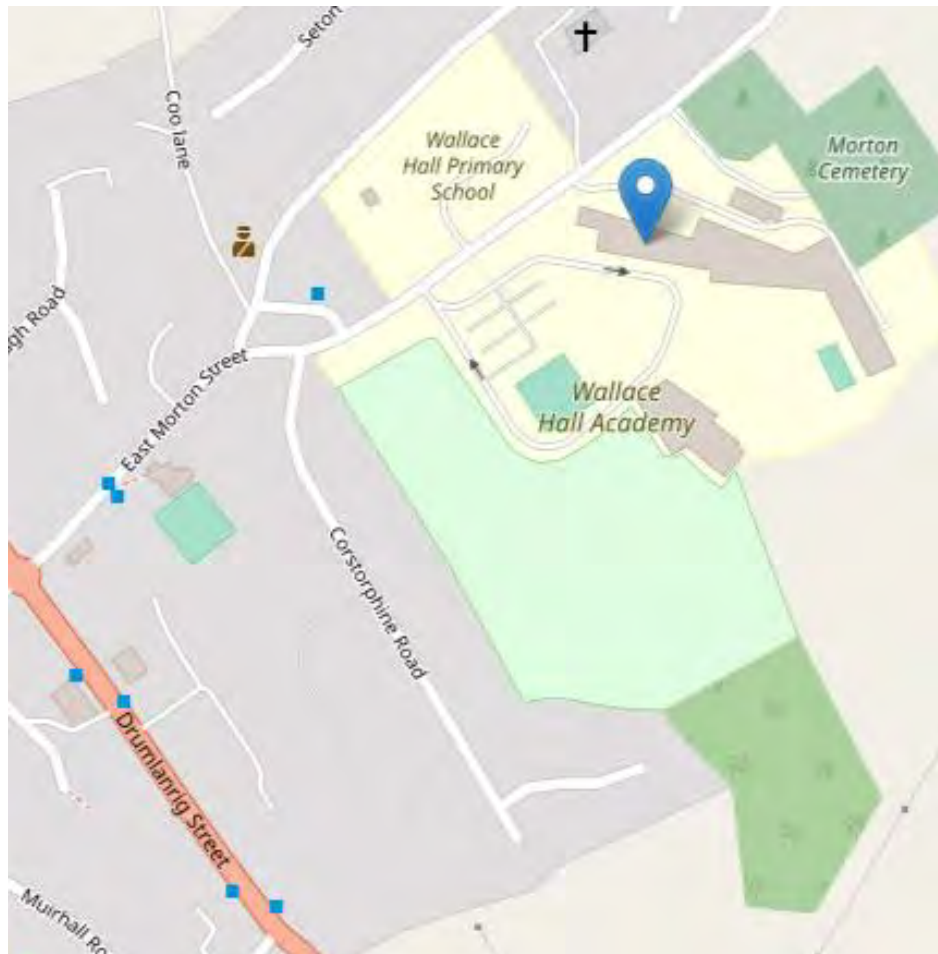 Seton
Coo lane
Wallace
Hall Primary
School
Morton
Cemetery
gh Road
East Morton Street
Wallace
Hall Academy
Corstorphine Road
Drumlanrig Street
Muirhall Ro